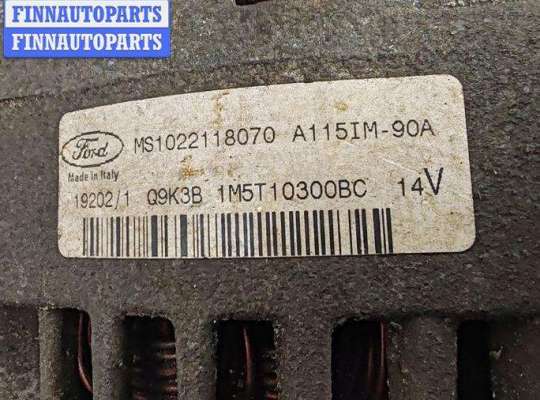 FINNAUTOPARTS
FINNAUTOPARTS
Ford MS1022118070 A115IM-90A
Made in Italy
19202/1 Q9K3B 1M5T10300BC 14V